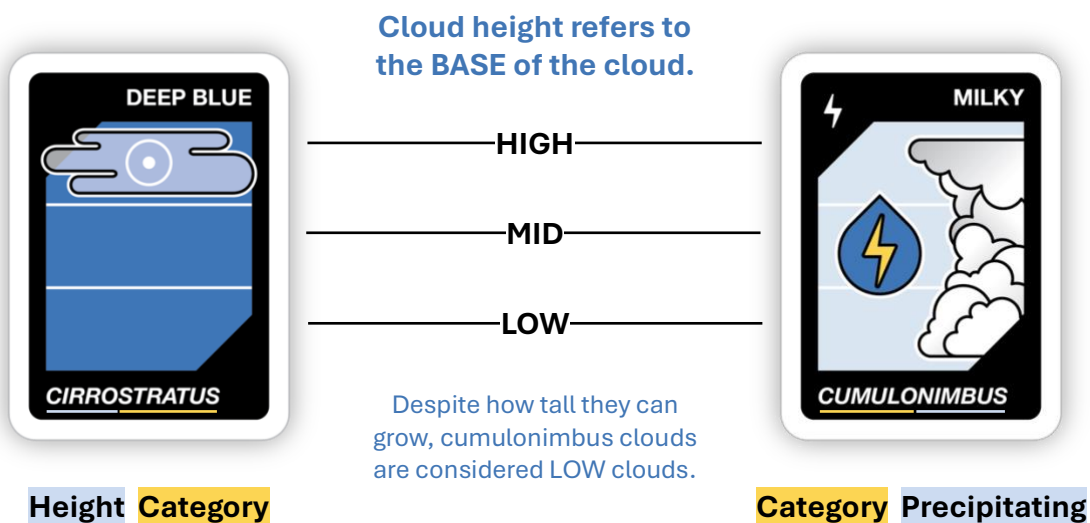 Cloud height refers to
the BASE of the cloud.
DEEP BLUE
MILKY
HIGH
MID
LOW
CIRROSTRATUS
CUMULONIMBUS
Despite how tall they can
grow, cumulonimbus clouds
are considered LOW clouds.
Height Category
Category Precipitating